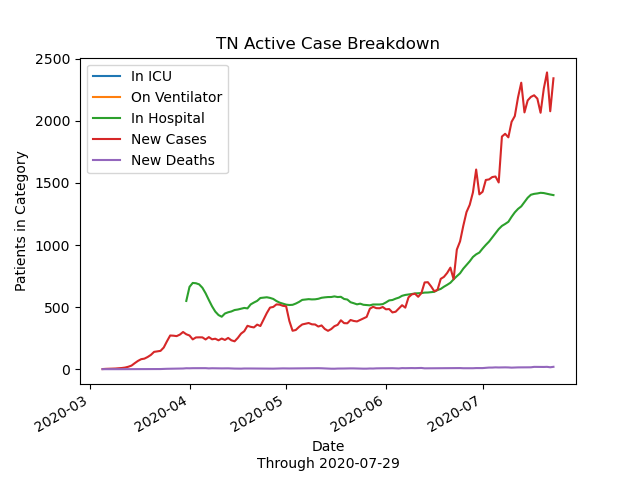 TN Active Case Breakdown
2500
2000
1500
1000
500
0
Patients in Category
In ICU
On Ventilator
In Hospital
New Cases
New Deaths
2020-03
2020-04
2020-05
2020-06
2020-07
Date
Through 2020-07-29